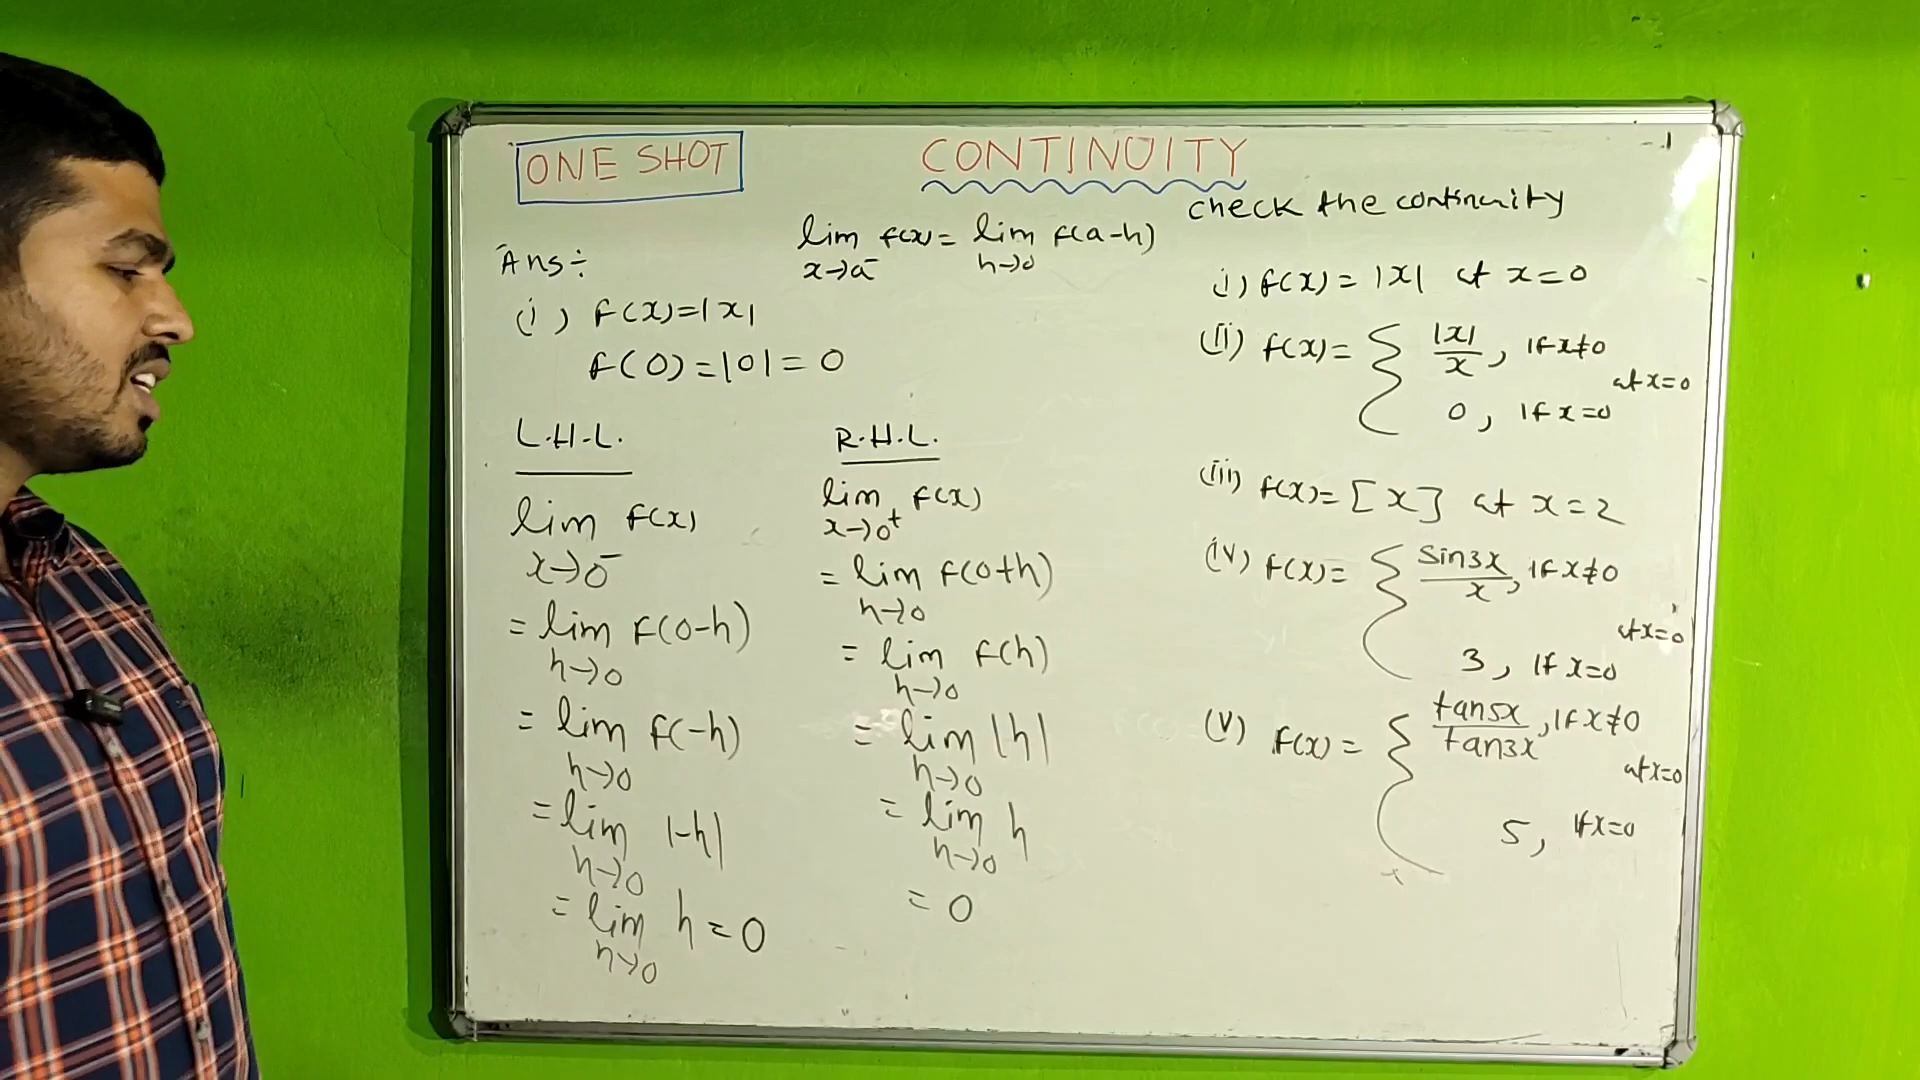 ONE SHOT
CONTINUITY
check the continuity
lim f(x) = lim f(a-h)
x→a⁻ h→0
Ans ÷
(i) f(x)=|x|
f(0)=|0|=0
L.H.L.
lim f(x)
x→0⁻
= lim f(0-h)
h→0
= lim f(-h)
h→0
= lim |-h|
h→0
= lim h = 0
h→0
R.H.L.
lim f(x)
x→0⁺
= lim f(0+h)
h→0
= lim f(h)
h→0
= lim |h|
h→0
= lim h
h→0
= 0
i) f(x) = |x| at x=0
(ii) f(x)= { |x|/x, if x≠0
at x=0
0, if x=0
(iii) f(x)= [x] at x=2
(iv) f(x)= { sin3x/x, if x≠0
at x=0
3, if x=0
(v) f(x) = { tan5x/tan3x, if x≠0
at x=0
5, if x=0